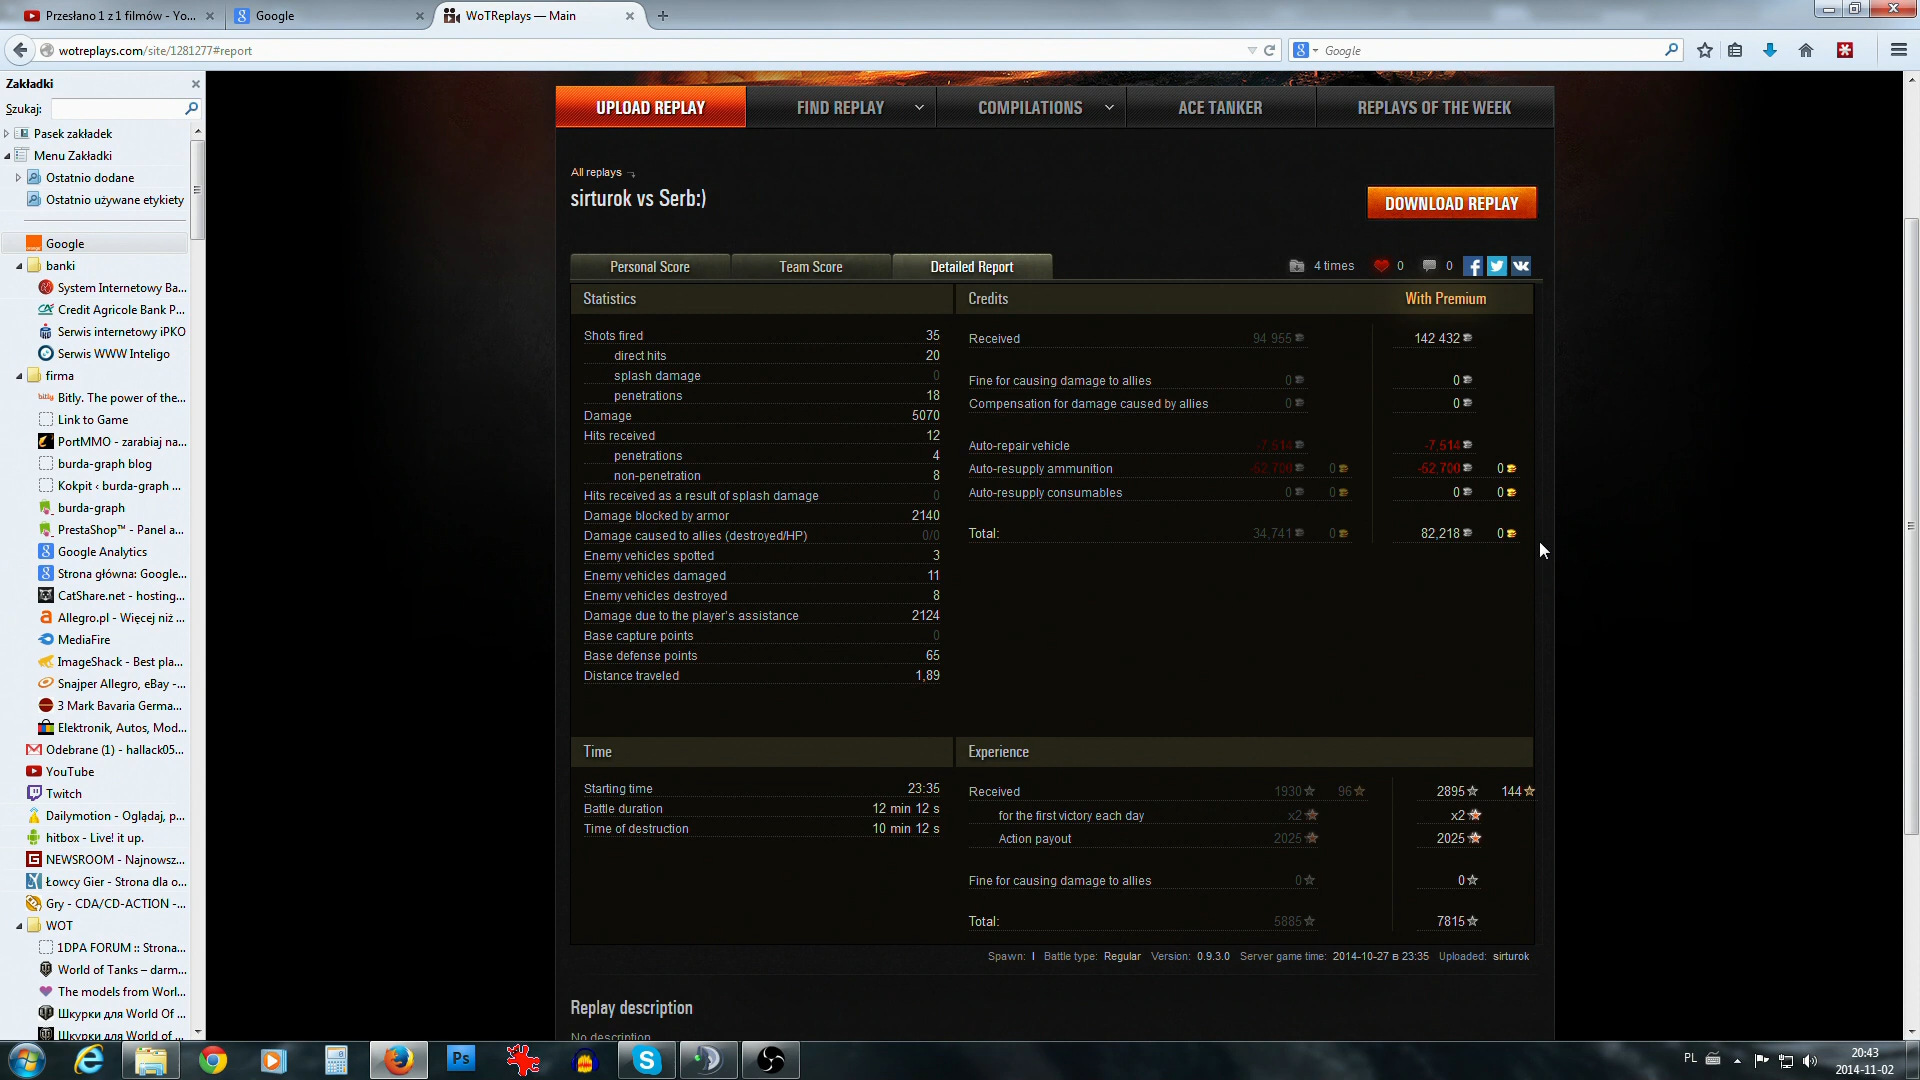 Przesłano 1 z 1 filmów - Yo...
Google
WoTReplays — Main
wotreplays.com/site/1281277#report
Google
Zakładki
Szukaj:
Pasek zakładek
Menu Zakładki
Ostatnio dodane
Ostatnio używane etykiety
Google
banki
System Internetowy Ba...
Credit Agricole Bank P...
Serwis internetowy iPKO
Serwis WWW Inteligo
firma
Bitly. The power of the...
Link to Game
PortMMO - zarabiaj na...
burda-graph blog
Kokpit ‹ burda-graph ...
burda-graph
PrestaShop™ - Panel a...
Google Analytics
Strona główna: Google...
CatShare.net - hosting...
Allegro.pl - Więcej niż ...
MediaFire
ImageShack - Best pla...
Snajper Allegro, eBay -...
3 Mark Bavaria Germa...
Elektronik, Autos, Mod...
Odebrane (1) - hallack05...
YouTube
Twitch
Dailymotion - Oglądaj, p...
hitbox - Live! it up.
NEWSROOM - Najnowsz...
Łowcy Gier - Strona dla o...
Gry - CDA/CD-ACTION -...
WOT
1DPA FORUM :: Strona...
World of Tanks – darm...
The models from Worl...
Шкурки для World Of ...
Шкурки для World of ...
UPLOAD REPLAY FIND REPLAY COMPILATIONS ACE TANKER REPLAYS OF THE WEEK
All replays
sirturok vs Serb:)
DOWNLOAD REPLAY
Personal Score Team Score Detailed Report 4 times 0 0
Statistics
Shots fired 35
direct hits 20
splash damage 0
penetrations 18
Damage 5070
Hits received 12
penetrations 4
non-penetration 8
Hits received as a result of splash damage 0
Damage blocked by armor 2140
Damage caused to allies (destroyed/HP) 0/0
Enemy vehicles spotted 3
Enemy vehicles damaged 11
Enemy vehicles destroyed 8
Damage due to the player's assistance 2124
Base capture points 0
Base defense points 65
Distance traveled 1,89
Credits With Premium
Received 94 955 142 432
Fine for causing damage to allies 0 0
Compensation for damage caused by allies 0 0
Auto-repair vehicle -7,514 -7,514
Auto-resupply ammunition -52,700 0 -52,700 0
Auto-resupply consumables 0 0 0 0
Total: 34,741 0 82,218 0
Time
Starting time 23:35
Battle duration 12 min 12 s
Time of destruction 10 min 12 s
Experience
Received 1930 96 2895 144
for the first victory each day x2 x2
Action payout 2025 2025
Fine for causing damage to allies 0 0
Total: 5885 7815
Spawn: I Battle type: Regular Version: 0.9.3.0 Server game time: 2014-10-27 в 23:35 Uploaded: sirturok
Replay description
No description
Ps
PL
20:43
2014-11-02